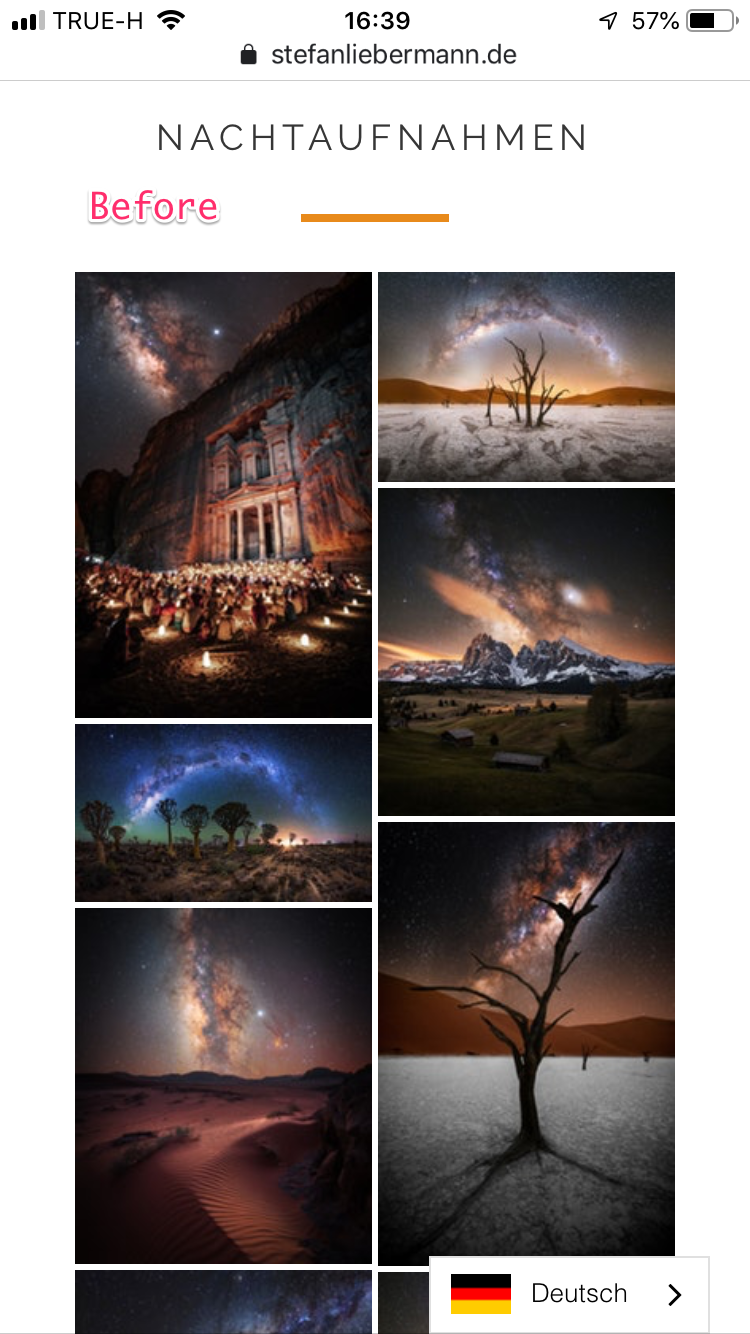 TRUE-H 16:39 57%
stefanliebermann.de
NACHTAUFNAHMEN
Before
Deutsch